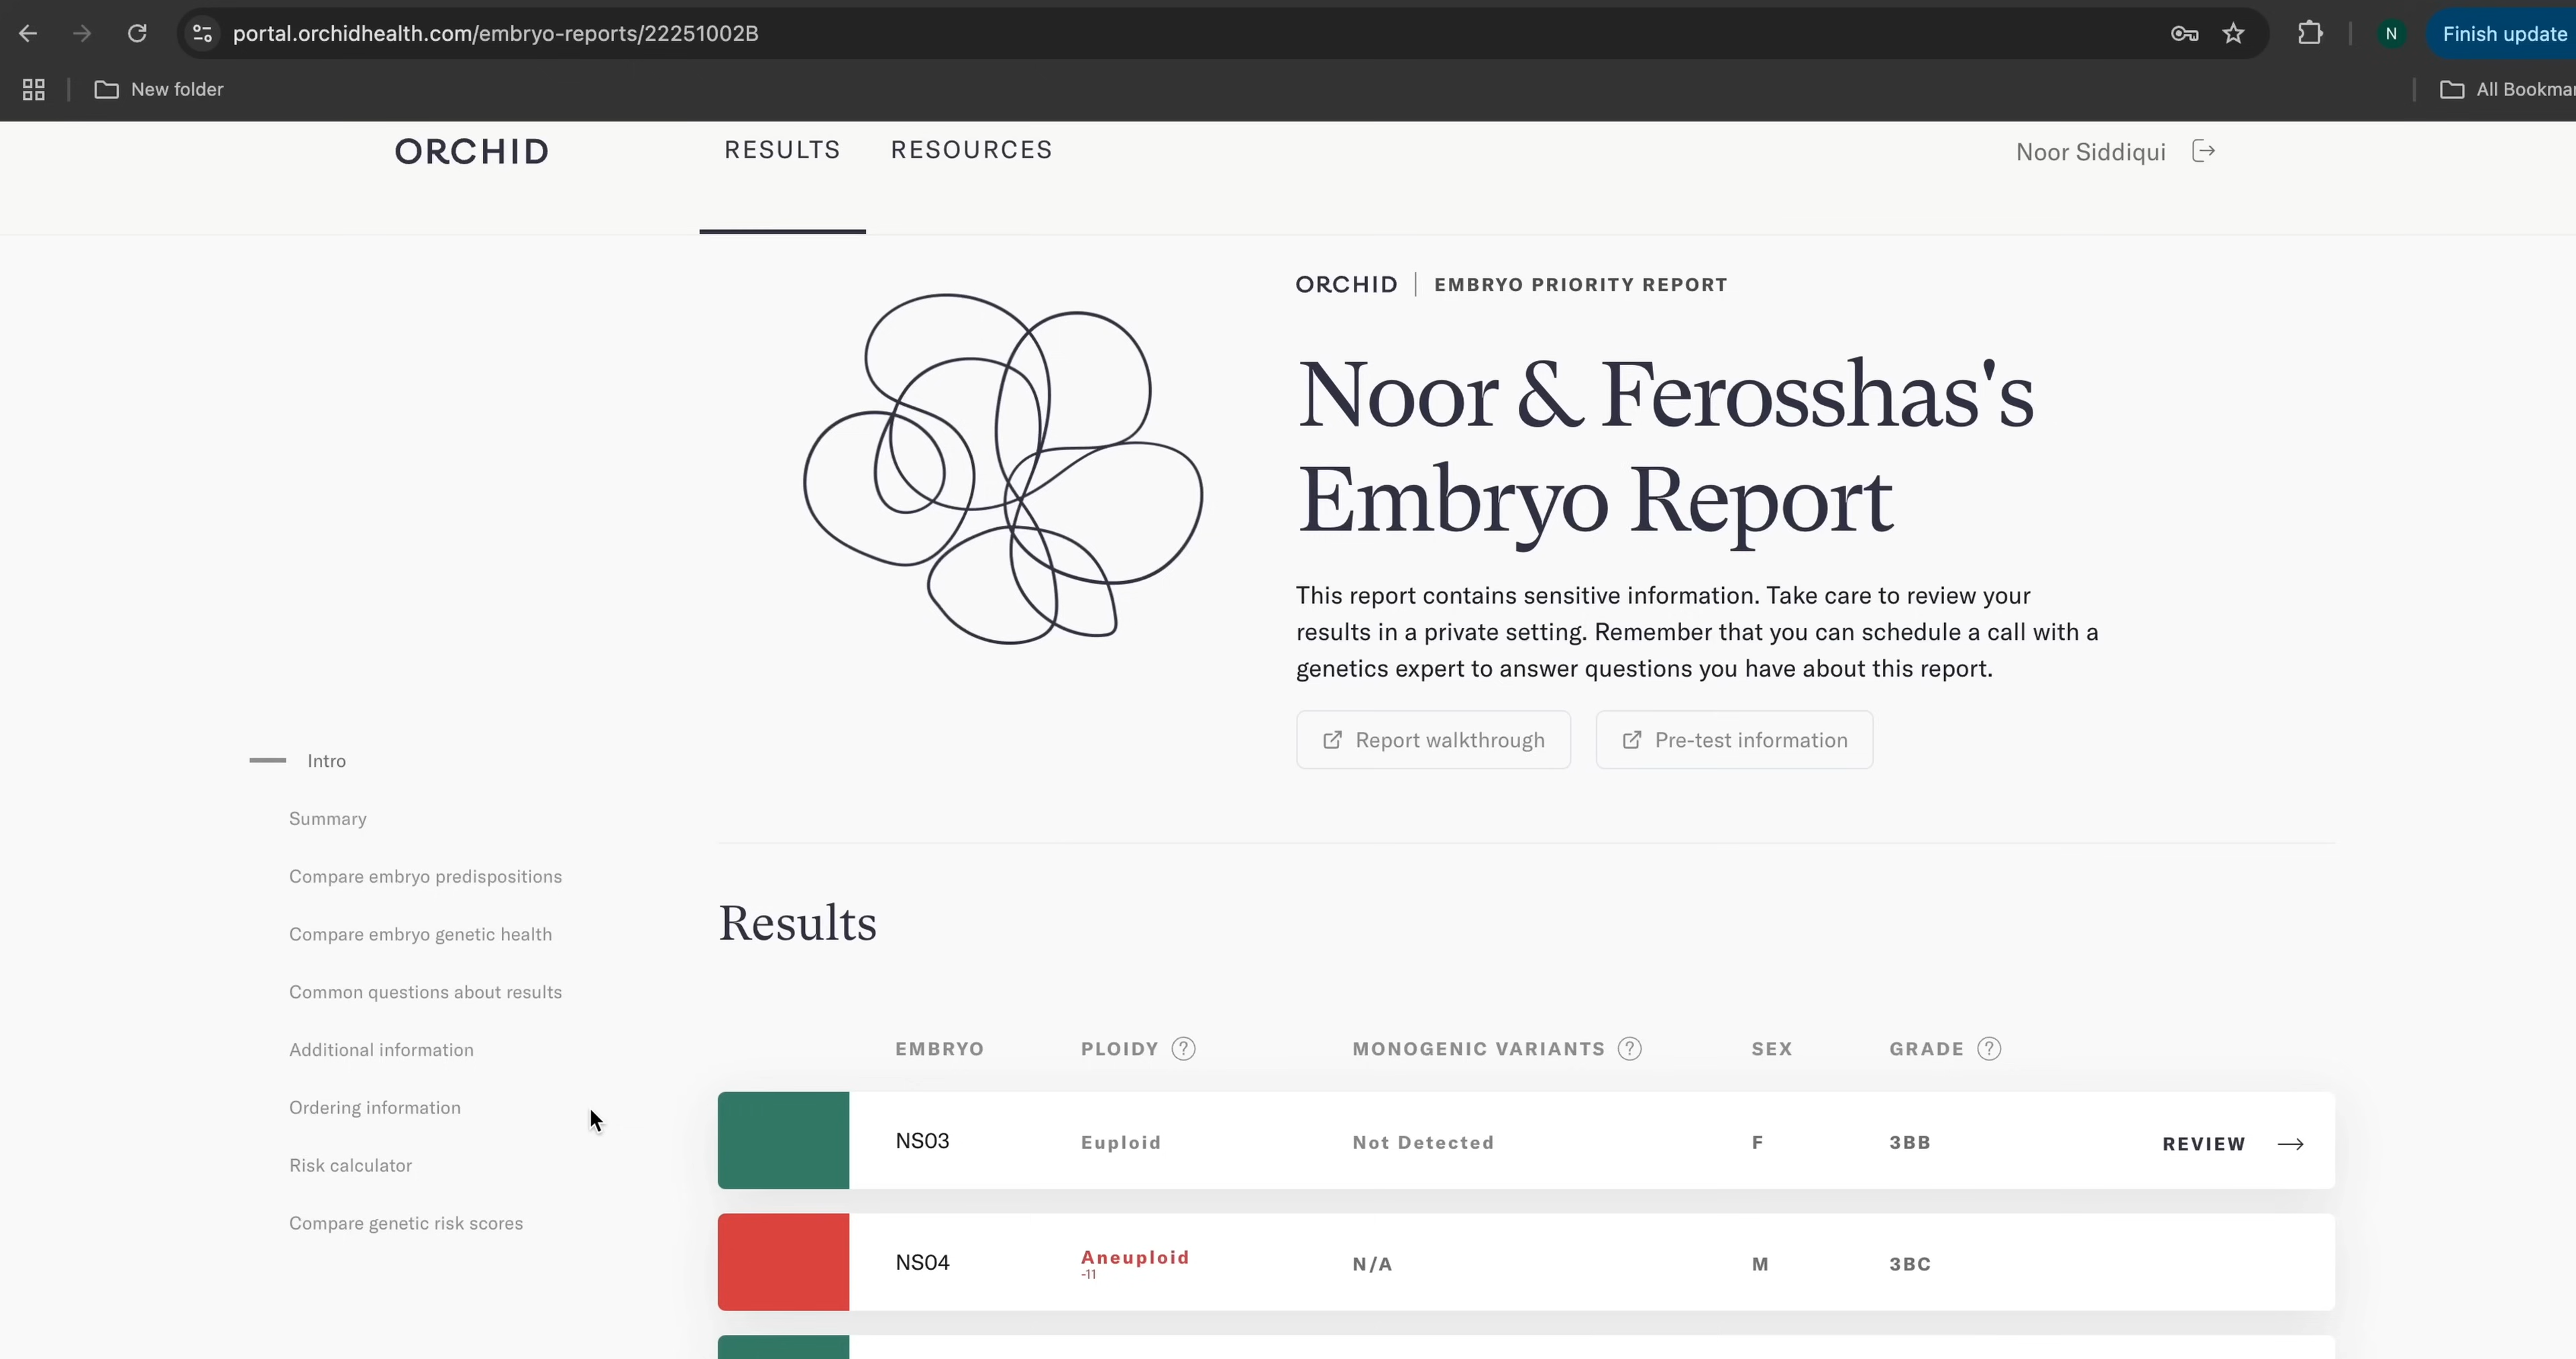 portal.orchidhealth.com/embryo-reports/22251002B
N
Finish update
New folder
All Bookmar
ORCHID
RESULTS
RESOURCES
Noor Siddiqui
ORCHID | EMBRYO PRIORITY REPORT
Noor & Ferosshas's
Embryo Report
This report contains sensitive information. Take care to review your
results in a private setting. Remember that you can schedule a call with a
genetics expert to answer questions you have about this report.
Report walkthrough
Pre-test information
Intro
Summary
Compare embryo predispositions
Compare embryo genetic health
Common questions about results
Additional information
Ordering information
Risk calculator
Compare genetic risk scores
Results
EMBRYO PLOIDY ? MONOGENIC VARIANTS ? SEX GRADE ?
NS03 Euploid Not Detected F 3BB REVIEW →
NS04 Aneuploid N/A M 3BC
-11